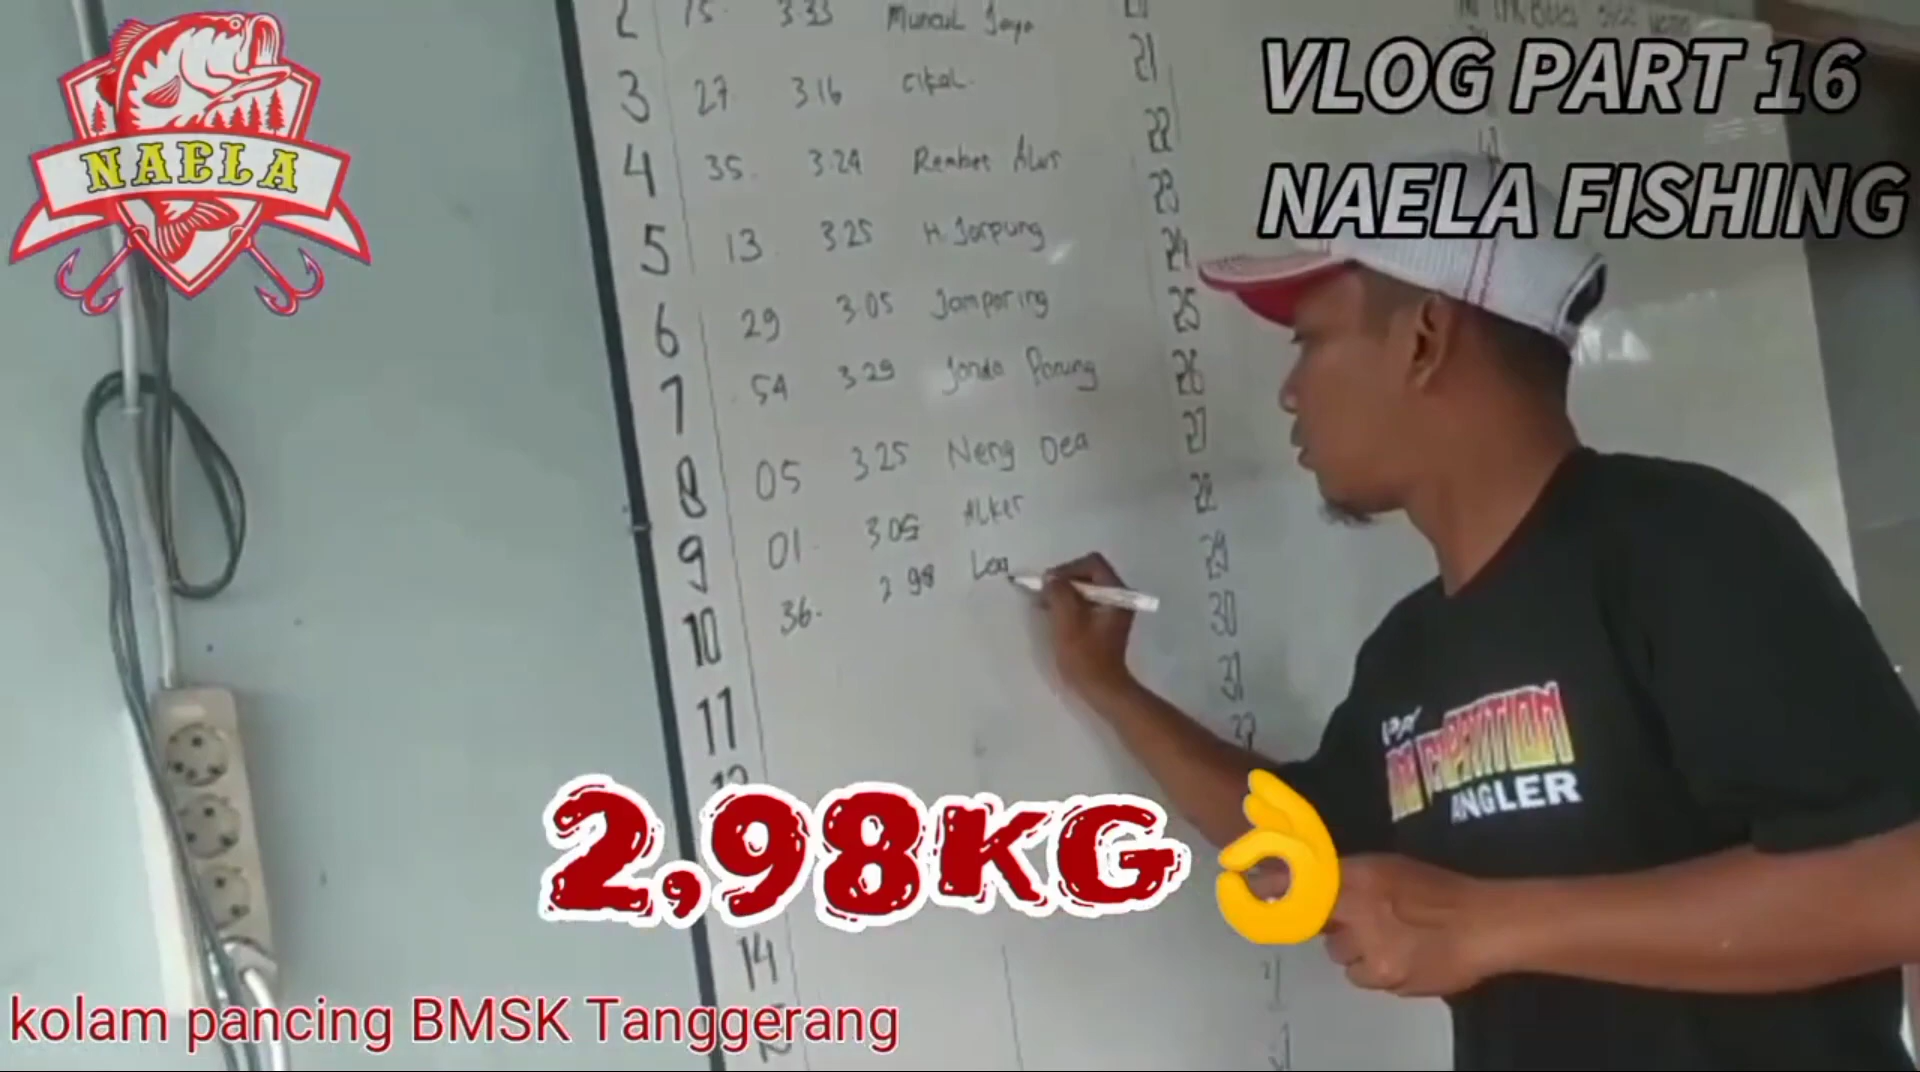 NAELA
VLOG PART 16
NAELA FISHING
2 15 3.33 Muncul Jaya
3 27 3.16 Cikal.
4 35. 3.24
5 13 3.25
6 29 3.05 Jamporing
7 54 3.29
8 05 3.25 Neng Dea
9 01. 3.05 ALker
10 36. 2.98 Loa
11
14
21
22
23
24
25
26
27
28
29
30
31
ANGLER
2,98KG👌
kolam pancing BMSK Tanggerang